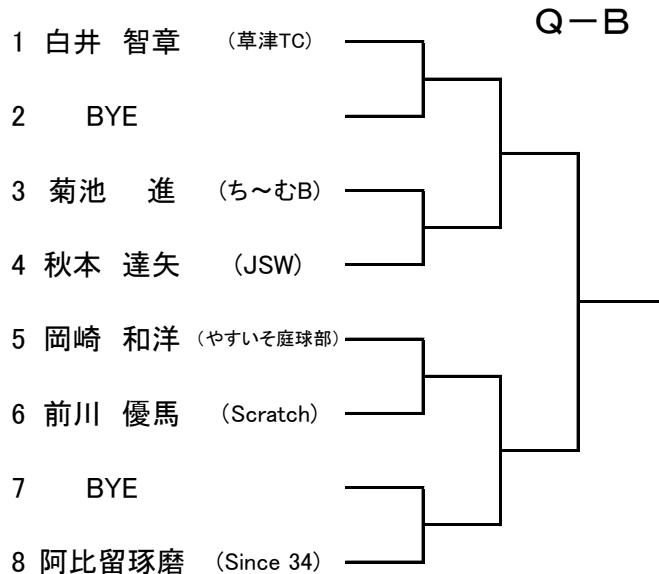 Q－B
1 白井 智章 (草津TC)
2 BYE
3 菊池 進 (ち～むB)
4 秋本 達矢 (JSW)
5 岡崎 和洋 (やすいそ庭球部)
6 前川 優馬 (Scratch)
7 BYE
8 阿比留琢磨 (Since 34)